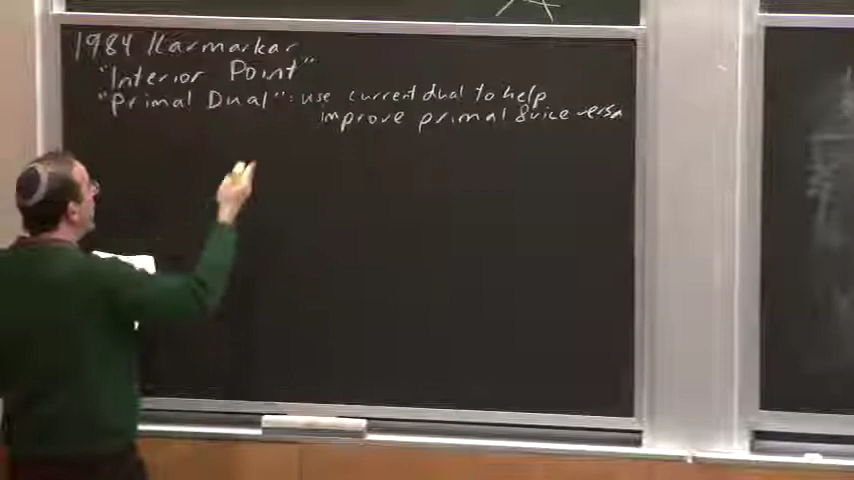 1984 Karmarkar
"Interior Point"
"Primal Dual": use current dual to help
improve primal & vice versa